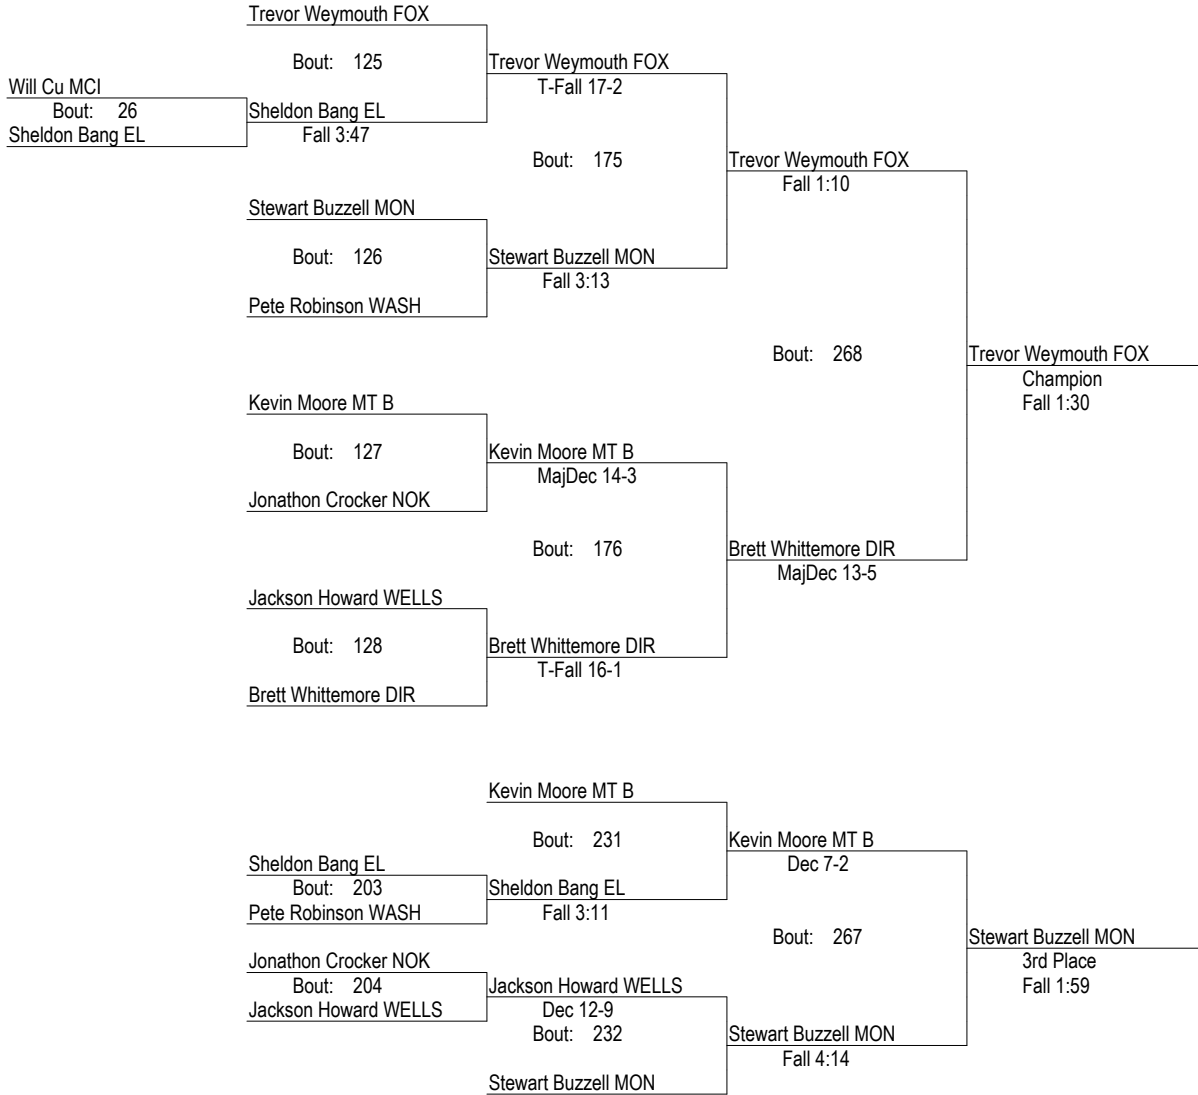 Trevor Weymouth FOX
Bout: 125
Trevor Weymouth FOX
T-Fall 17-2
Will Cu MCI
Bout: 26
Sheldon Bang EL
Sheldon Bang EL
Fall 3:47
Bout: 175
Trevor Weymouth FOX
Fall 1:10
Stewart Buzzell MON
Bout: 126
Stewart Buzzell MON
Fall 3:13
Pete Robinson WASH
Bout: 268
Trevor Weymouth FOX
Champion
Fall 1:30
Kevin Moore MT B
Bout: 127
Kevin Moore MT B
MajDec 14-3
Jonathon Crocker NOK
Bout: 176
Brett Whittemore DIR
MajDec 13-5
Jackson Howard WELLS
Bout: 128
Brett Whittemore DIR
T-Fall 16-1
Brett Whittemore DIR
Kevin Moore MT B
Bout: 231
Kevin Moore MT B
Dec 7-2
Sheldon Bang EL
Bout: 203
Pete Robinson WASH
Sheldon Bang EL
Fall 3:11
Bout: 267
Stewart Buzzell MON
3rd Place
Fall 1:59
Jonathon Crocker NOK
Bout: 204
Jackson Howard WELLS
Jackson Howard WELLS
Dec 12-9
Bout: 232
Stewart Buzzell MON
Fall 4:14
Stewart Buzzell MON